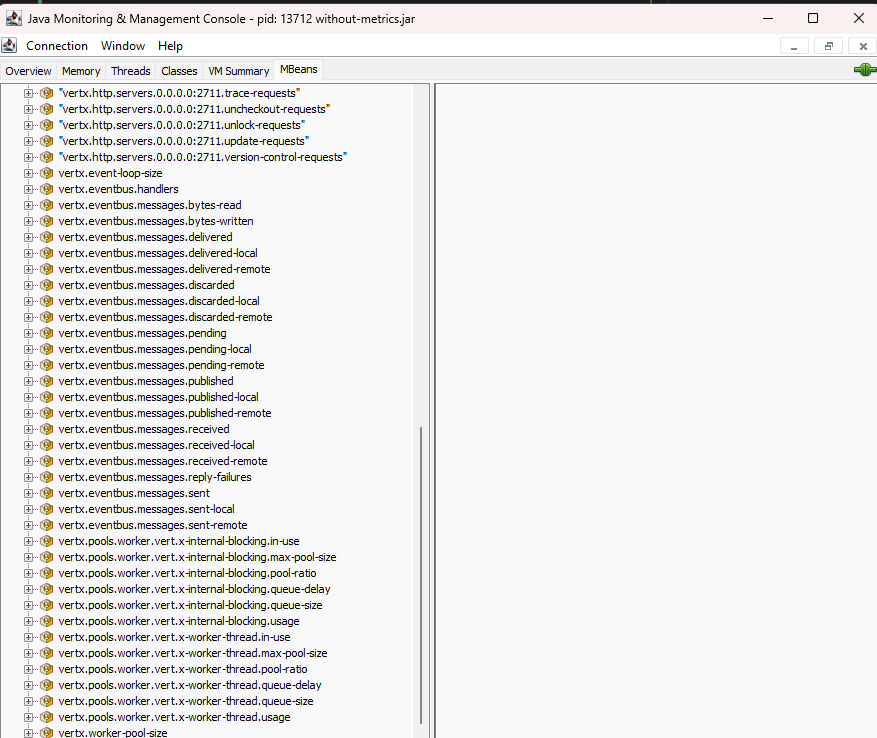 Java Monitoring & Management Console - pid: 13712 without-metrics.jar
Connection Window Help
Overview Memory Threads Classes VM Summary MBeans
"vertx.http.servers.0.0.0.0:2711.trace-requests"
"vertx.http.servers.0.0.0.0:2711.uncheckout-requests"
"vertx.http.servers.0.0.0.0:2711.unlock-requests"
"vertx.http.servers.0.0.0.0:2711.update-requests"
"vertx.http.servers.0.0.0.0:2711.version-control-requests"
vertx.event-loop-size
vertx.eventbus.handlers
vertx.eventbus.messages.bytes-read
vertx.eventbus.messages.bytes-written
vertx.eventbus.messages.delivered
vertx.eventbus.messages.delivered-local
vertx.eventbus.messages.delivered-remote
vertx.eventbus.messages.discarded
vertx.eventbus.messages.discarded-local
vertx.eventbus.messages.discarded-remote
vertx.eventbus.messages.pending
vertx.eventbus.messages.pending-local
vertx.eventbus.messages.pending-remote
vertx.eventbus.messages.published
vertx.eventbus.messages.published-local
vertx.eventbus.messages.published-remote
vertx.eventbus.messages.received
vertx.eventbus.messages.received-local
vertx.eventbus.messages.received-remote
vertx.eventbus.messages.reply-failures
vertx.eventbus.messages.sent
vertx.eventbus.messages.sent-local
vertx.eventbus.messages.sent-remote
vertx.pools.worker.vert.x-internal-blocking.in-use
vertx.pools.worker.vert.x-internal-blocking.max-pool-size
vertx.pools.worker.vert.x-internal-blocking.pool-ratio
vertx.pools.worker.vert.x-internal-blocking.queue-delay
vertx.pools.worker.vert.x-internal-blocking.queue-size
vertx.pools.worker.vert.x-internal-blocking.usage
vertx.pools.worker.vert.x-worker-thread.in-use
vertx.pools.worker.vert.x-worker-thread.max-pool-size
vertx.pools.worker.vert.x-worker-thread.pool-ratio
vertx.pools.worker.vert.x-worker-thread.queue-delay
vertx.pools.worker.vert.x-worker-thread.queue-size
vertx.pools.worker.vert.x-worker-thread.usage
vertx.worker-pool-size